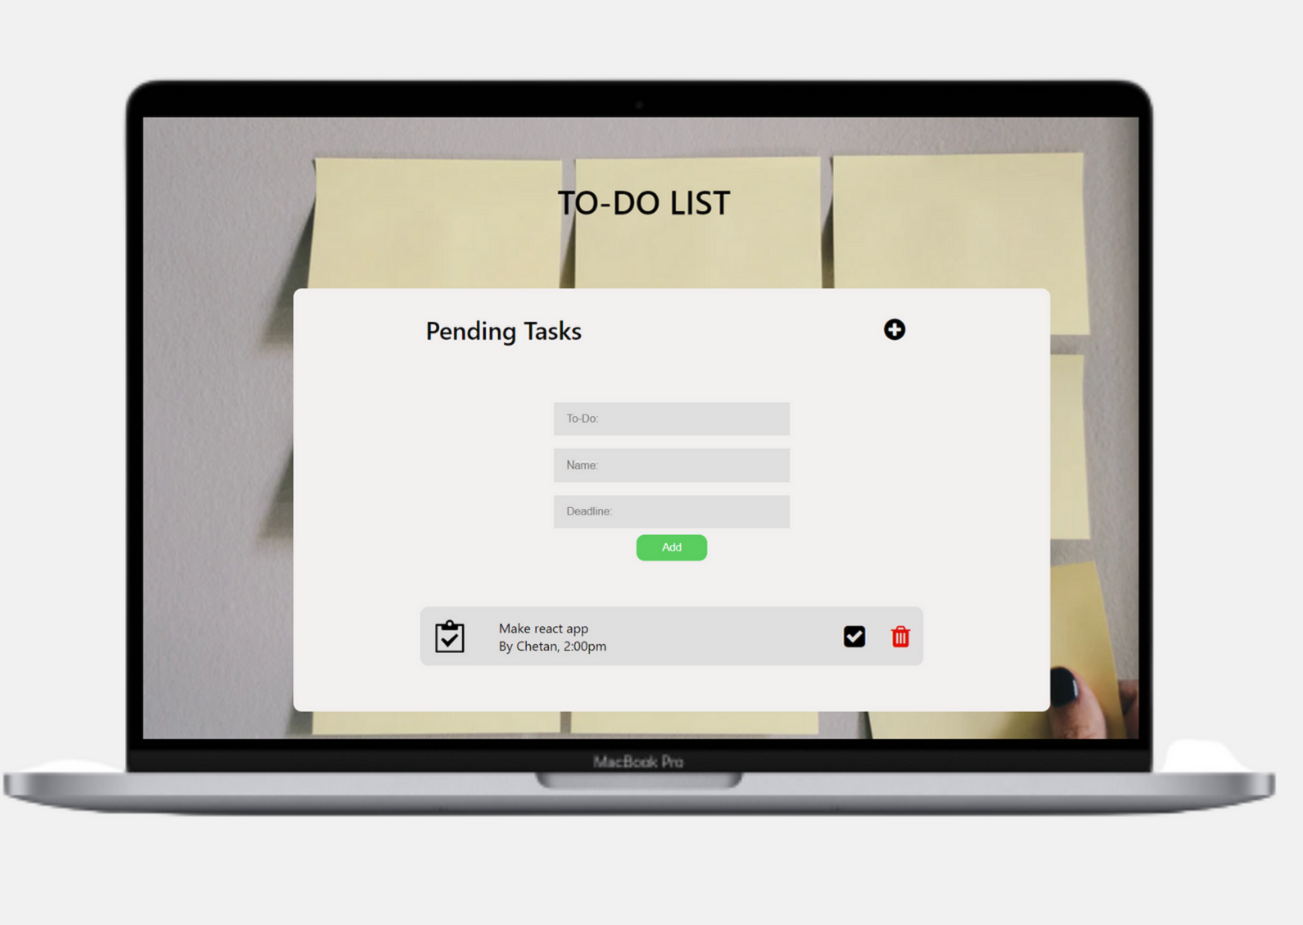 TO-DO LIST
Pending Tasks
To-Do:
Name:
Deadline:
Add
Make react app
By Chetan, 2:00pm
MacBook Pro